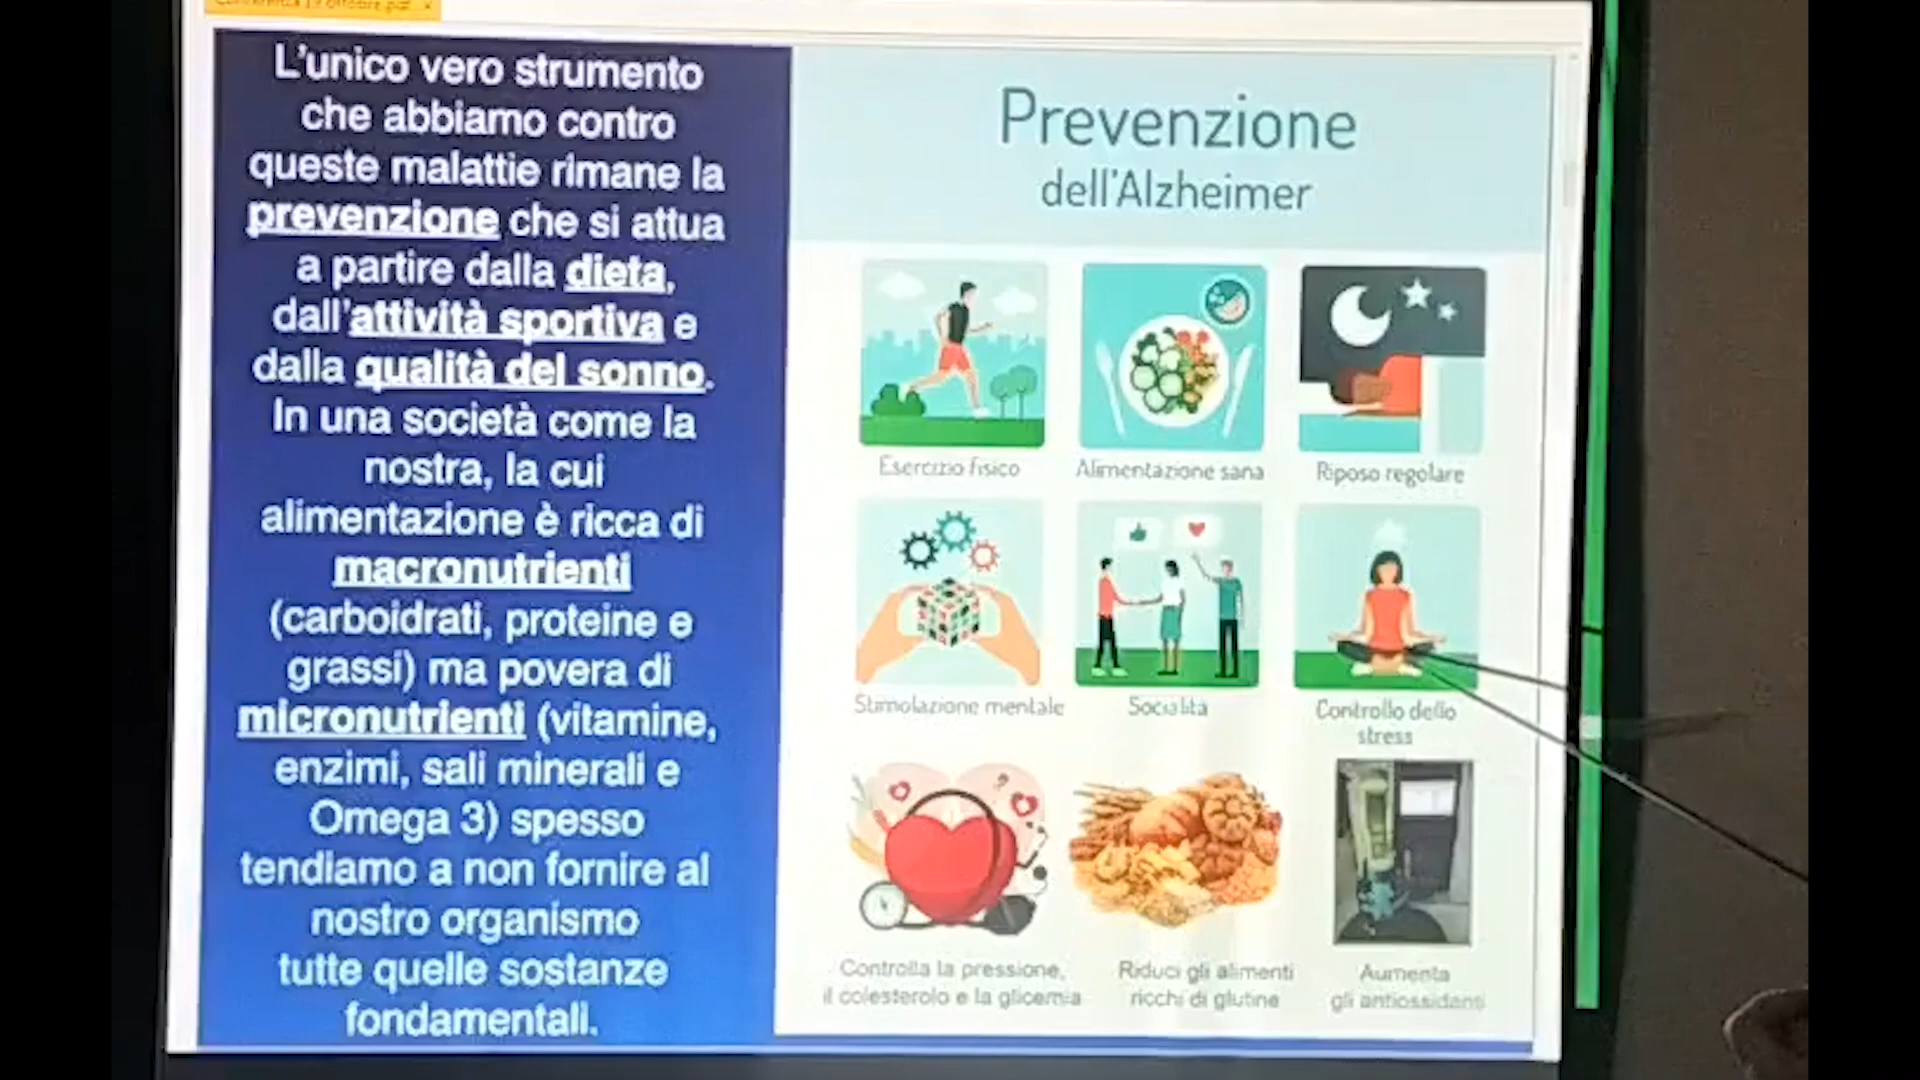 Conferenza 19 ottobre.pdf x
L'unico vero strumento
che abbiamo contro
queste malattie rimane la
prevenzione che si attua
a partire dalla dieta,
dall'attività sportiva e
dalla qualità del sonno.
In una società come la
nostra, la cui
alimentazione è ricca di
macronutrienti
(carboidrati, proteine e
grassi) ma povera di
micronutrienti (vitamine,
enzimi, sali minerali e
Omega 3) spesso
tendiamo a non fornire al
nostro organismo
tutte quelle sostanze
fondamentali.
Prevenzione
dell'Alzheimer
Esercizio fisico
Alimentazione sana
Riposo regolare
Stimolazione mentale
Socialità
Controllo dello
stress
Controlla la pressione,
il colesterolo e la glicemia
Riduci gli alimenti
ricchi di glutine
Aumenta
gli antiossidanti